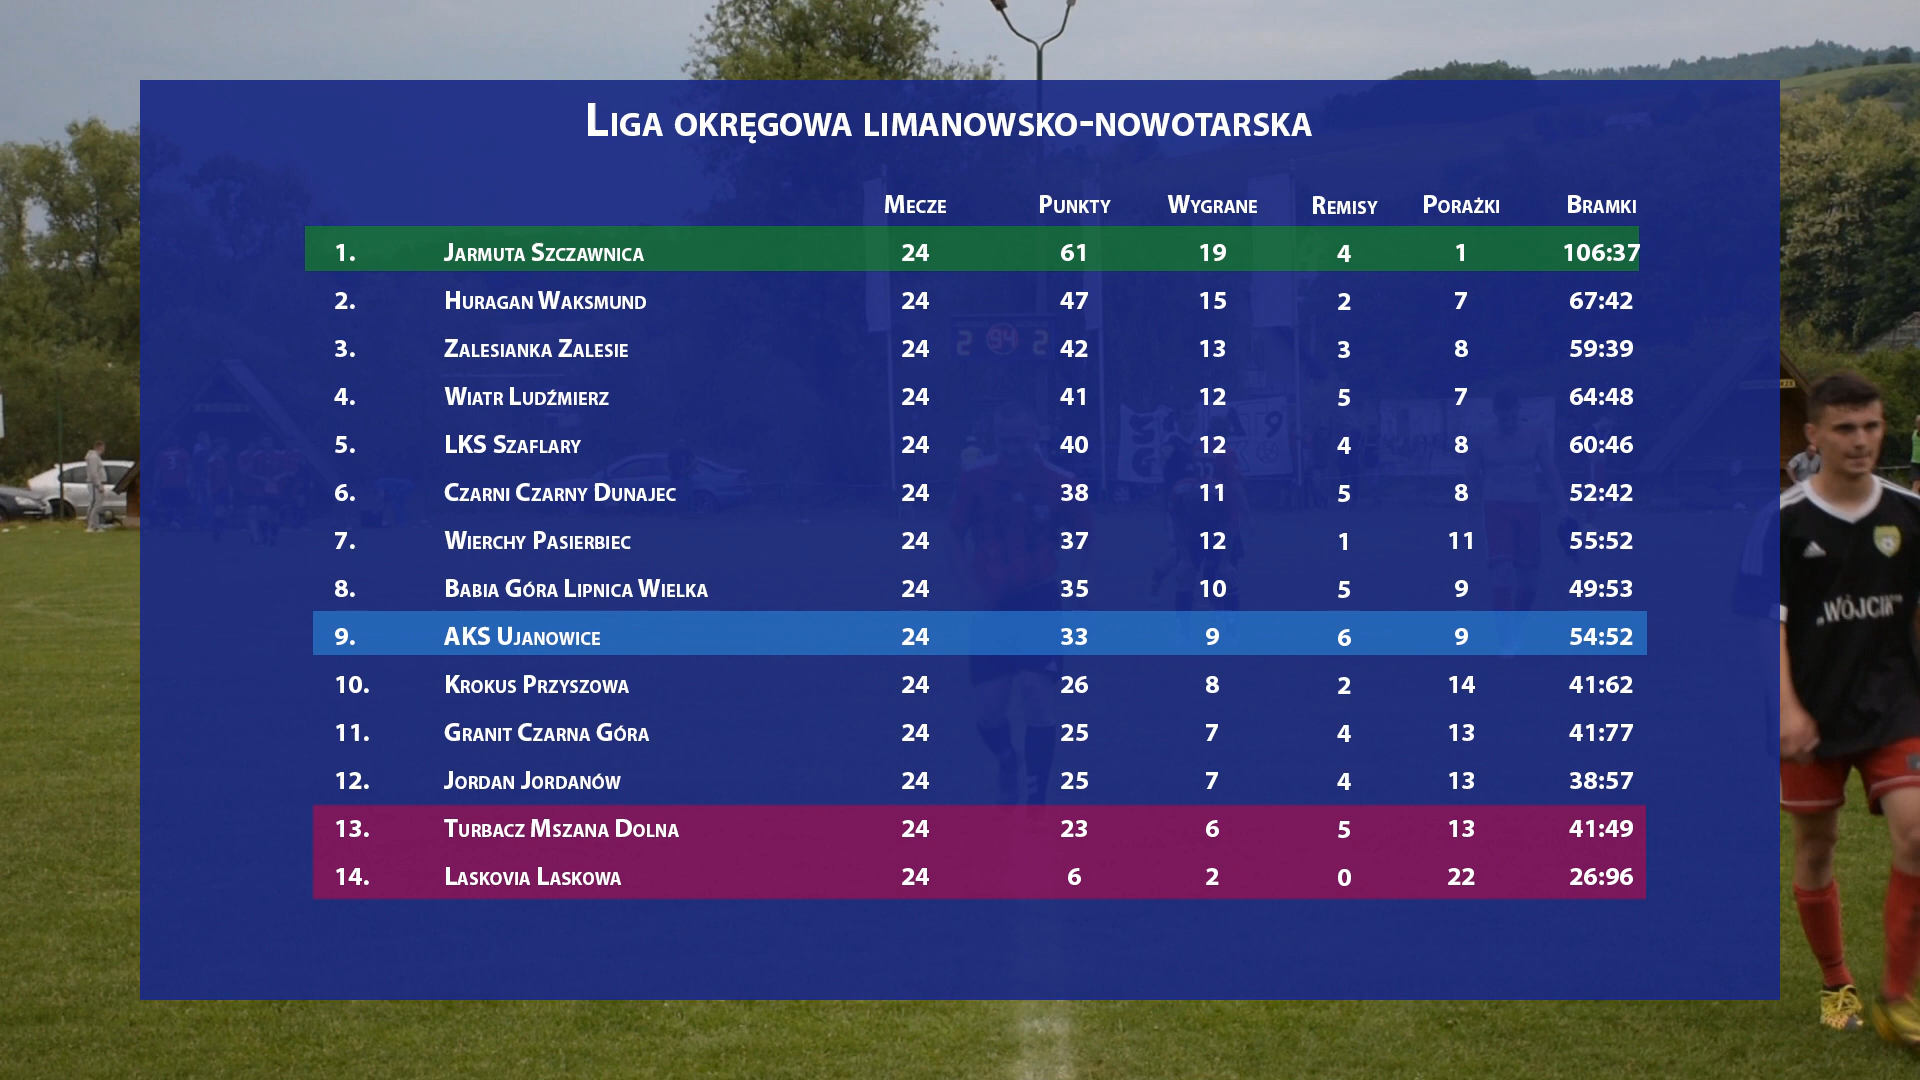 Liga okręgowa limanowsko-nowotarska
Mecze Punkty Wygrane Remisy Porażki Bramki
1. Jarmuta Szczawnica 24 61 19 4 1 106:37
2. Huragan Waksmund 24 47 15 2 7 67:42
3. Zalesianka Zalesie 24 42 13 3 8 59:39
4. Wiatr Ludźmierz 24 41 12 5 7 64:48
5. LKS Szaflary 24 40 12 4 8 60:46
6. Czarni Czarny Dunajec 24 38 11 5 8 52:42
7. Wierchy Pasierbiec 24 37 12 1 11 55:52
8. Babia Góra Lipnica Wielka 24 35 10 5 9 49:53
9. AKS Ujanowice 24 33 9 6 9 54:52
10. Krokus Przyszowa 24 26 8 2 14 41:62
11. Granit Czarna Góra 24 25 7 4 13 41:77
12. Jordan Jordanów 24 25 7 4 13 38:57
13. Turbacz Mszana Dolna 24 23 6 5 13 41:49
14. Laskovia Laskowa 24 6 2 0 22 26:96
2 94 2
„WÓJCIK"